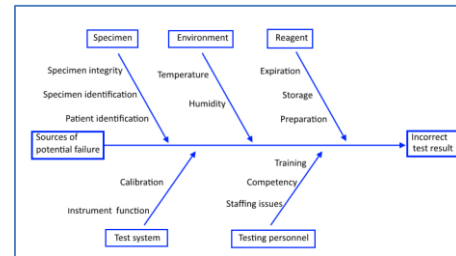 Specimen
Environment
Reagent
Specimen integrity
Specimen identification
Patient identification
Temperature
Humidity
Expiration
Storage
Preparation
Sources of
potential failure
Incorrect
test result
Calibration
Instrument function
Training
Competency
Staffing issues
Test system
Testing personnel